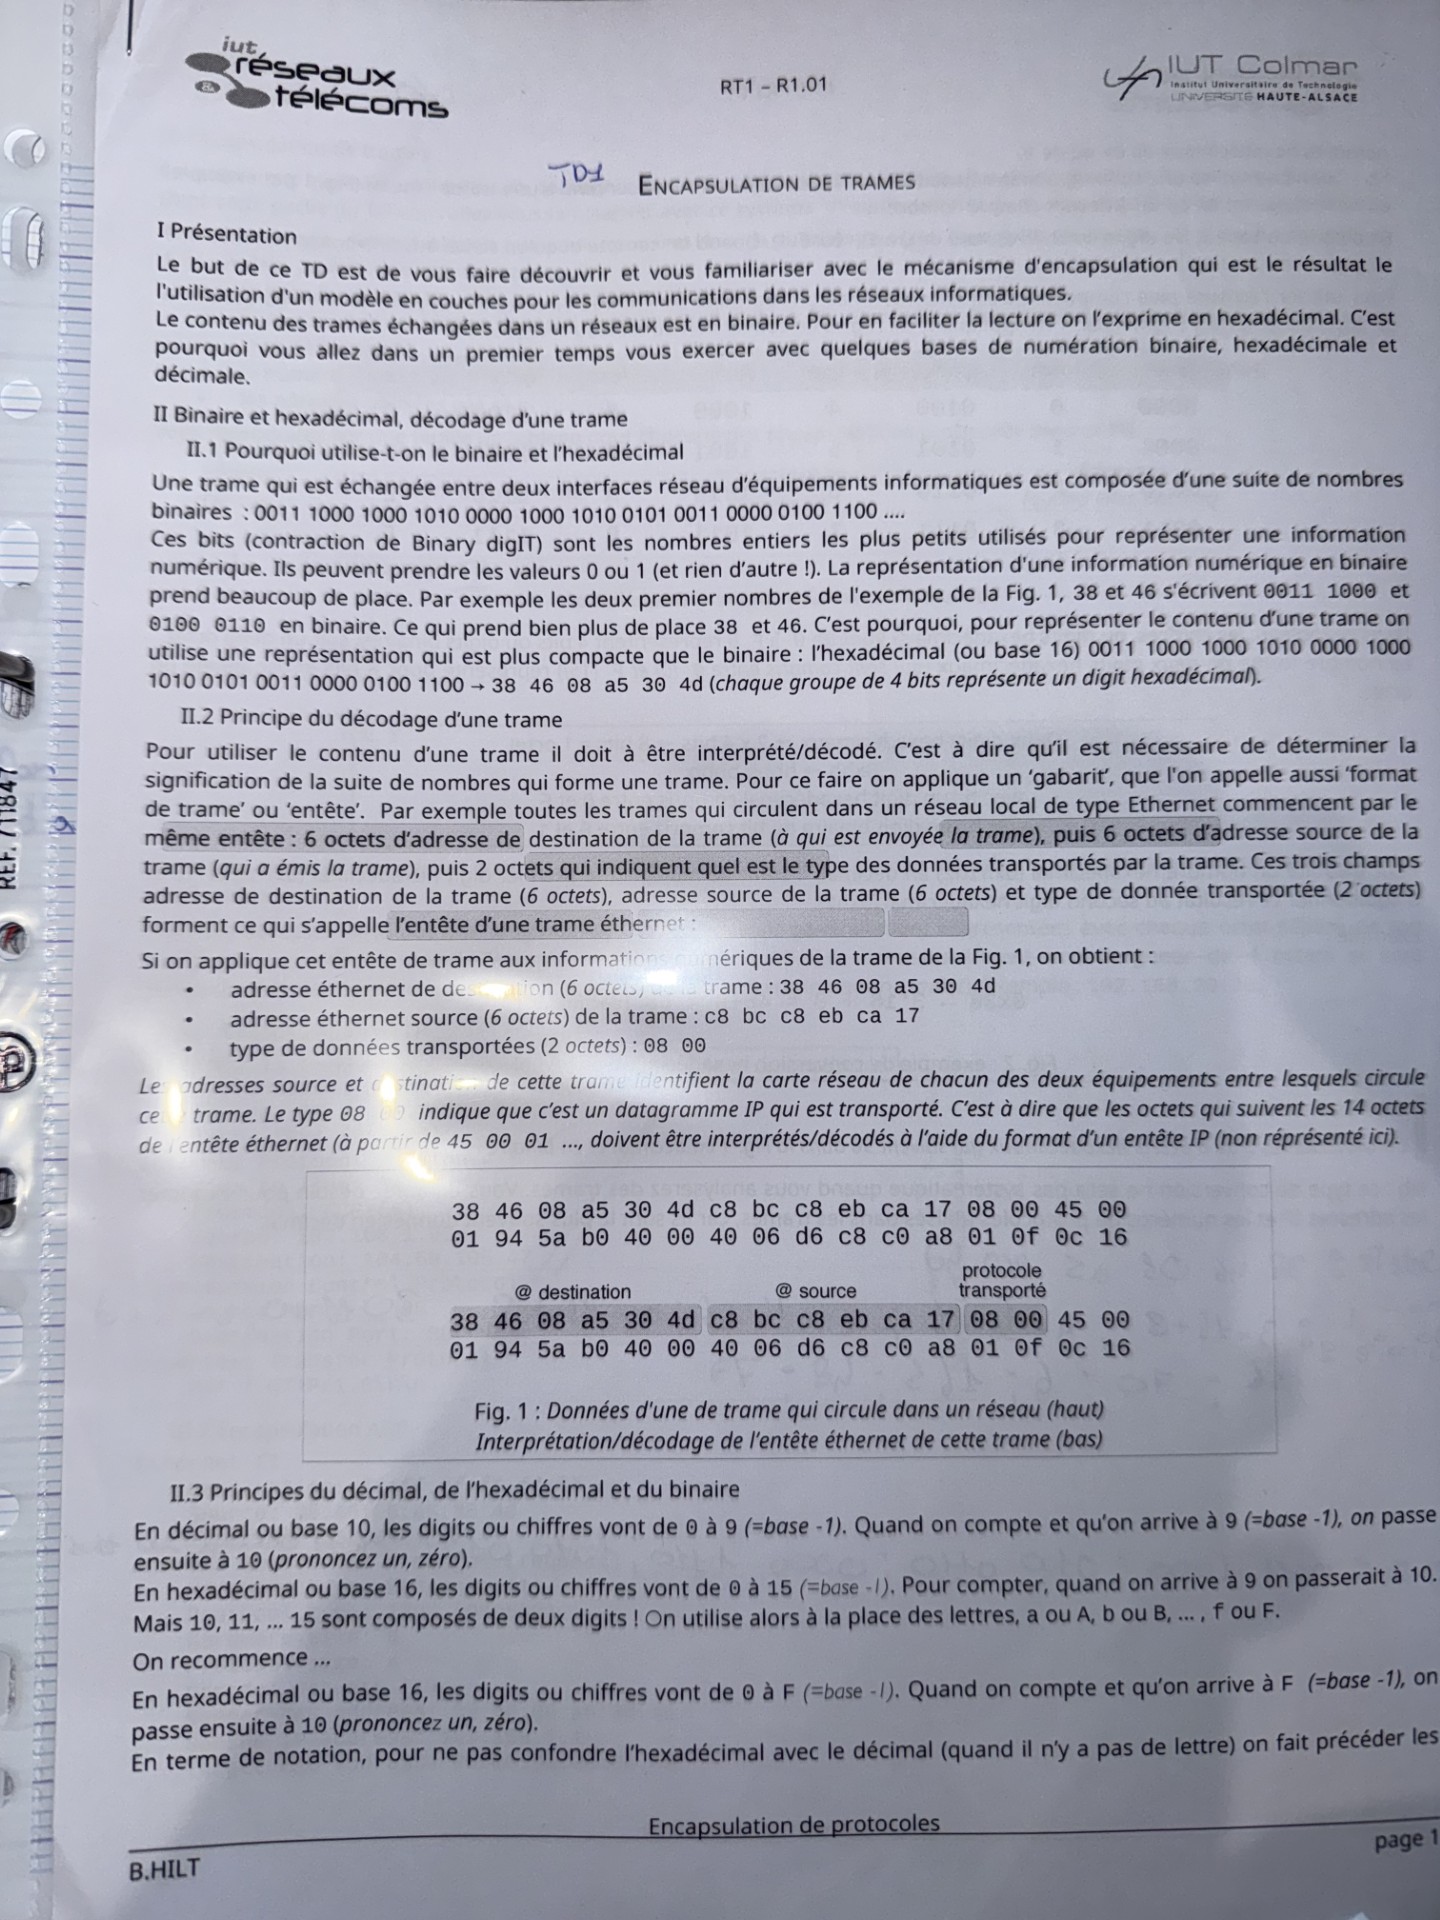 iut
réseaux
&
télécoms
RT1 – R1.01
IUT Colmar
Institut Universitaire de Technologie
UNIVERSITE HAUTE-ALSACE
TD1
ENCAPSULATION DE TRAMES
I Présentation
Le but de ce TD est de vous faire découvrir et vous familiariser avec le mécanisme d'encapsulation qui est le résultat le
l'utilisation d'un modèle en couches pour les communications dans les réseaux informatiques.
Le contenu des trames échangées dans un réseaux est en binaire. Pour en faciliter la lecture on l'exprime en hexadécimal. C'est
pourquoi vous allez dans un premier temps vous exercer avec quelques bases de numération binaire, hexadécimale et
décimale.
II Binaire et hexadécimal, décodage d'une trame
II.1 Pourquoi utilise-t-on le binaire et l'hexadécimal
Une trame qui est échangée entre deux interfaces réseau d'équipements informatiques est composée d'une suite de nombres
binaires : 0011 1000 1000 1010 0000 1000 1010 0101 0011 0000 0100 1100 ....
Ces bits (contraction de Binary digIT) sont les nombres entiers les plus petits utilisés pour représenter une information
numérique. Ils peuvent prendre les valeurs 0 ou 1 (et rien d'autre !). La représentation d'une information numérique en binaire
prend beaucoup de place. Par exemple les deux premier nombres de l'exemple de la Fig. 1, 38 et 46 s'écrivent 0011 1000 et
0100 0110 en binaire. Ce qui prend bien plus de place 38 et 46. C'est pourquoi, pour représenter le contenu d'une trame on
utilise une représentation qui est plus compacte que le binaire : l'hexadécimal (ou base 16) 0011 1000 1000 1010 0000 1000
1010 0101 0011 0000 0100 1100 → 38 46 08 a5 30 4d (chaque groupe de 4 bits représente un digit hexadécimal).
II.2 Principe du décodage d'une trame
Pour utiliser le contenu d'une trame il doit à être interprété/décodé. C'est à dire qu'il est nécessaire de déterminer la
signification de la suite de nombres qui forme une trame. Pour ce faire on applique un 'gabarit', que l'on appelle aussi 'format
de trame' ou 'entête'. Par exemple toutes les trames qui circulent dans un réseau local de type Ethernet commencent par le
même entête : 6 octets d'adresse de destination de la trame (à qui est envoyée la trame), puis 6 octets d'adresse source de la
trame (qui a émis la trame), puis 2 octets qui indiquent quel est le type des données transportés par la trame. Ces trois champs
adresse de destination de la trame (6 octets), adresse source de la trame (6 octets) et type de donnée transportée (2 octets)
forment ce qui s'appelle l'entête d'une trame éthernet :
Si on applique cet entête de trame aux informations numériques de la trame de la Fig. 1, on obtient :
• adresse éthernet de destination (6 octets) de la trame : 38 46 08 a5 30 4d
• adresse éthernet source (6 octets) de la trame : c8 bc c8 eb ca 17
• type de données transportées (2 octets) : 08 00
Les adresses source et destination de cette trame identifient la carte réseau de chacun des deux équipements entre lesquels circule
cette trame. Le type 08 00 indique que c'est un datagramme IP qui est transporté. C'est à dire que les octets qui suivent les 14 octets
de l'entête éthernet (à partir de 45 00 01 ..., doivent être interprétés/décodés à l'aide du format d'un entête IP (non réprésenté ici).
38 46 08 a5 30 4d c8 bc c8 eb ca 17 08 00 45 00
01 94 5a b0 40 00 40 06 d6 c8 c0 a8 01 0f 0c 16
@ destination @ source protocole
transporté
38 46 08 a5 30 4d c8 bc c8 eb ca 17 08 00 45 00
01 94 5a b0 40 00 40 06 d6 c8 c0 a8 01 0f 0c 16
Fig. 1 : Données d'une de trame qui circule dans un réseau (haut)
Interprétation/décodage de l'entête éthernet de cette trame (bas)
II.3 Principes du décimal, de l'hexadécimal et du binaire
En décimal ou base 10, les digits ou chiffres vont de 0 à 9 (=base -1). Quand on compte et qu'on arrive à 9 (=base -1), on passe
ensuite à 10 (prononcez un, zéro).
En hexadécimal ou base 16, les digits ou chiffres vont de 0 à 15 (=base -1). Pour compter, quand on arrive à 9 on passerait à 10.
Mais 10, 11, ... 15 sont composés de deux digits ! On utilise alors à la place des lettres, a ou A, b ou B, ... , f ou F.
On recommence ...
En hexadécimal ou base 16, les digits ou chiffres vont de 0 à F (=base -1). Quand on compte et qu'on arrive à F (=base -1), on
passe ensuite à 10 (prononcez un, zéro).
En terme de notation, pour ne pas confondre l'hexadécimal avec le décimal (quand il n'y a pas de lettre) on fait précéder les
Encapsulation de protocoles
B.HILT
page 1
REF. 71847